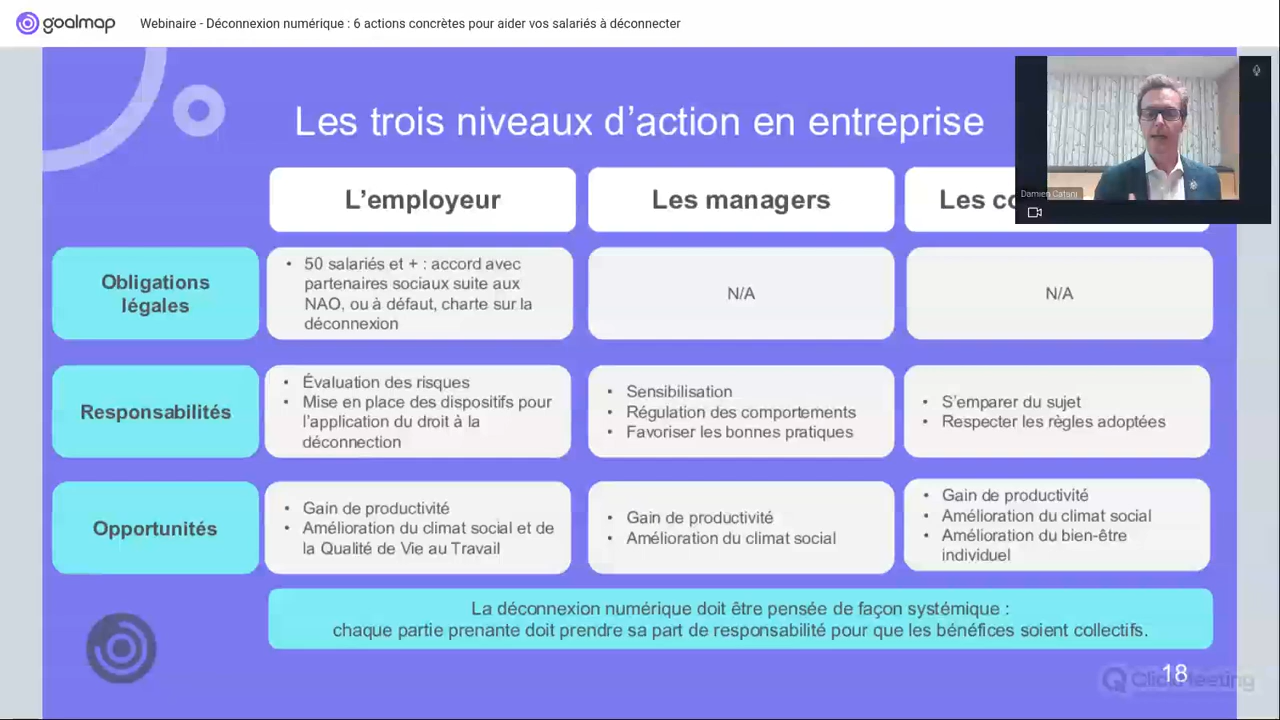 goalmap
Webinaire - Déconnexion numérique : 6 actions concrètes pour aider vos salariés à déconnecter
Les trois niveaux d'action en entreprise
Damien Catani
L'employeur
Les managers
Les
Obligations
légales
• 50 salariés et + : accord avec
partenaires sociaux suite aux
NAO, ou à défaut, charte sur la
déconnexion
N/A
N/A
Responsabilités
• Évaluation des risques
• Mise en place des dispositifs pour
l'application du droit à la
déconnection
• Sensibilisation
• Régulation des comportements
• Favoriser les bonnes pratiques
• S'emparer du sujet
• Respecter les règles adoptées
Opportunités
• Gain de productivité
• Amélioration du climat social et de
la Qualité de Vie au Travail
• Gain de productivité
• Amélioration du climat social
• Gain de productivité
• Amélioration du climat social
• Amélioration du bien-être
individuel
La déconnexion numérique doit être pensée de façon systémique :
chaque partie prenante doit prendre sa part de responsabilité pour que les bénéfices soient collectifs.
18
ClickMeeting